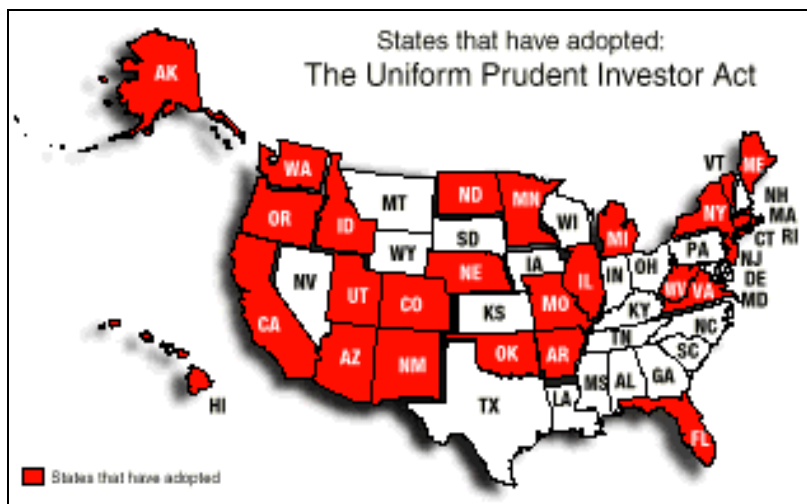 States that have adopted:
The Uniform Prudent Investor Act
AK
WA
MT
ND
MN
VT
ME
OR
ID
WI
NY
NH
MA
SD
MI
CT RI
WY
IA
PA
NJ
NV
NE
IL
IN
OH
DE
UT
CO
WV
VA
MD
CA
KS
MO
KY
NC
AZ
NM
OK
AR
TN
SC
HI
TX
LA
MS
AL
GA
FL
States that have adopted